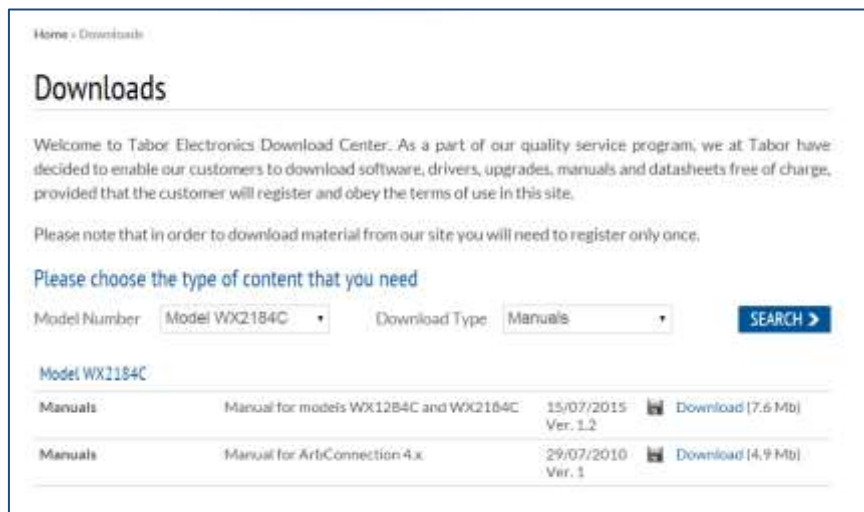 Home » Downloads
Downloads
Welcome to Tabor Electronics Download Center. As a part of our quality service program, we at Tabor have
decided to enable our customers to download software, drivers, upgrades, manuals and datasheets free of charge,
provided that the customer will register and obey the terms of use in this site.
Please note that in order to download material from our site you will need to register only once.
Please choose the type of content that you need
Model Number Model WX2184C Download Type Manuals SEARCH
Model WX2184C
Manuals Manual for models WX1284C and WX2184C 15/07/2015 Download (7.6 Mb)
Ver. 1.2
Manuals Manual for ArbConnection 4.x 29/07/2010 Download (4.9 Mb)
Ver. 1